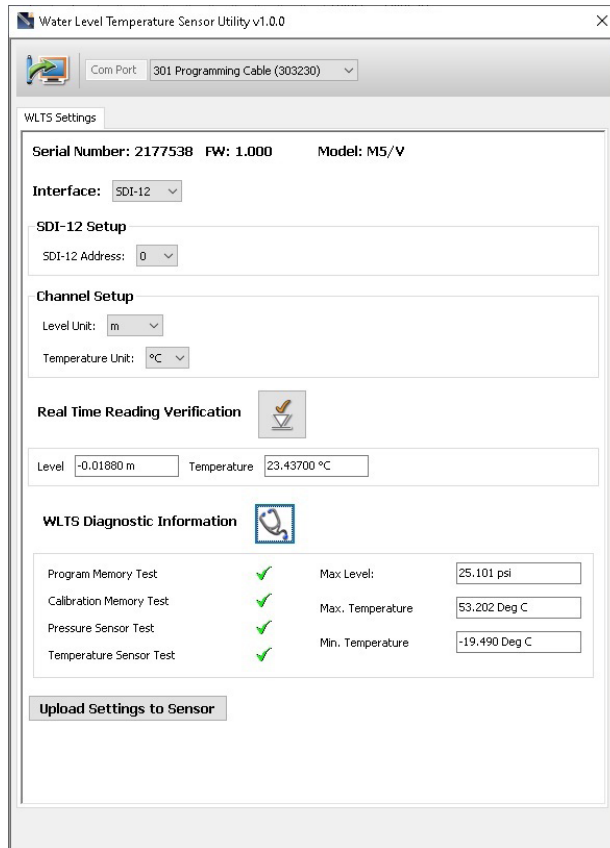 Water Level Temperature Sensor Utility v1.0.0
Com Port 301 Programming Cable (303230)
WLTS Settings
Serial Number: 2177538 FW: 1.000 Model: M5/V
Interface: SDI-12
SDI-12 Setup
SDI-12 Address: 0
Channel Setup
Level Unit: m
Temperature Unit: °C
Real Time Reading Verification
Level -0.01880 m Temperature 23.43700 °C
WLTS Diagnostic Information
Program Memory Test Max Level: 25.101 psi
Calibration Memory Test Max. Temperature 53.202 Deg C
Pressure Sensor Test Min. Temperature -19.490 Deg C
Temperature Sensor Test
Upload Settings to Sensor